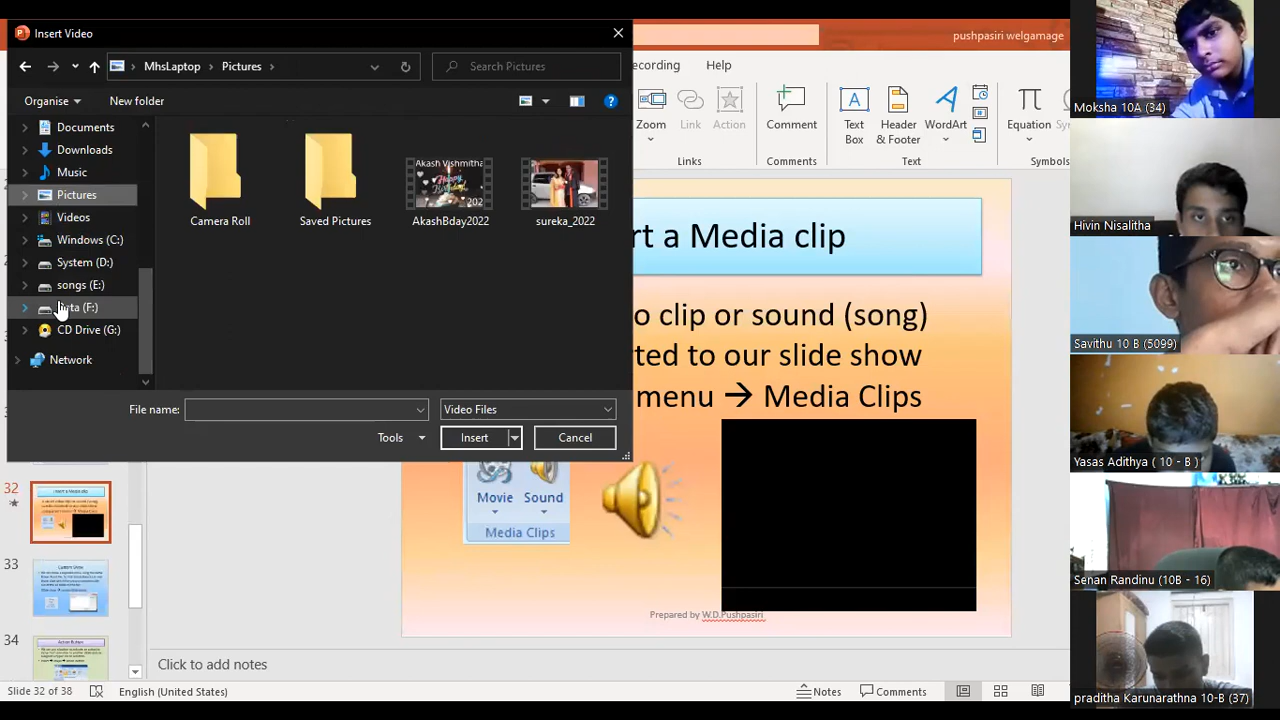 Insert Video
MhsLaptop
Pictures
Search Pictures
Organise
New folder
Documents
Downloads
Music
Pictures
Videos
Windows (C:)
System (D:)
songs (E:)
(F:)
CD Drive (G:)
Network
Camera Roll
Saved Pictures
Akash Vishmitha
Happy
Birthday
AkashBday2022
sureka_2022
File name:
Video Files
Tools
Insert
Cancel
pushpasiri welgamage
ecording
Help
Zoom
Link
Action
Comment
Text
Box
Header
& Footer
WordArt
Equation
Links
Comments
Text
Symbols
rt a Media clip
o clip or sound (song)
ted to our slide show
menu → Media Clips
Movie
Sound
Media Clips
Prepared by W.D.Pushpasiri
32
33
34
Click to add notes
Slide 32 of 38
English (United States)
Notes
Comments
Moksha 10A (34)
Hivin Nisalitha
Savithu 10 B (5099)
Yasas Adithya ( 10 - B )
Senan Randinu (10B - 16)
praditha Karunarathna 10-B (37)